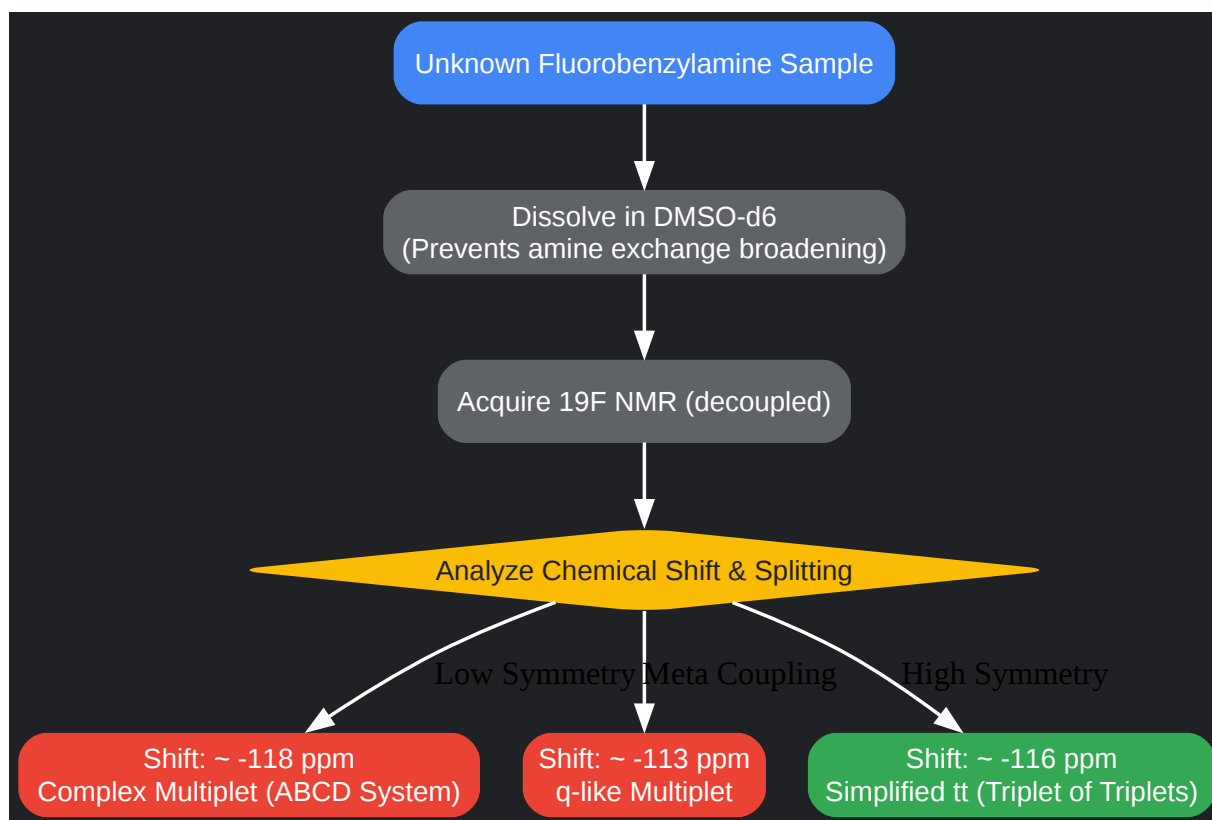 Unknown Fluorobenzylamine Sample
Dissolve in DMSO-d6
(Prevents amine exchange broadening)
Acquire 19F NMR (decoupled)
Analyze Chemical Shift & Splitting
Low Symmetry
Meta Coupling
High Symmetry
Shift: ~ -118 ppm
Complex Multiplet (ABCD System)
Shift: ~ -113 ppm
q-like Multiplet
Shift: ~ -116 ppm
Simplified tt (Triplet of Triplets)